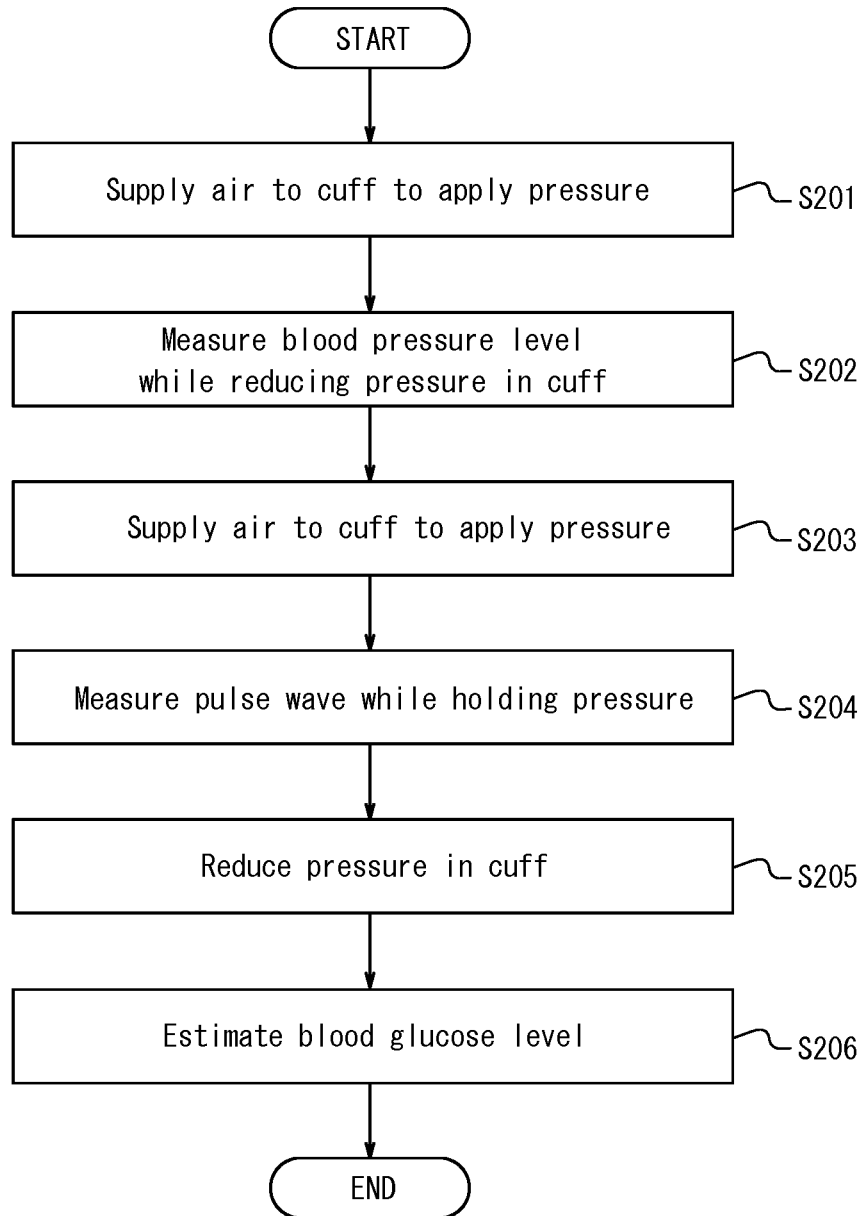 START
Supply air to cuff to apply pressure
S201
Measure blood pressure level
while reducing pressure in cuff
S202
Supply air to cuff to apply pressure
S203
Measure pulse wave while holding pressure
S204
Reduce pressure in cuff
S205
Estimate blood glucose level
S206
END